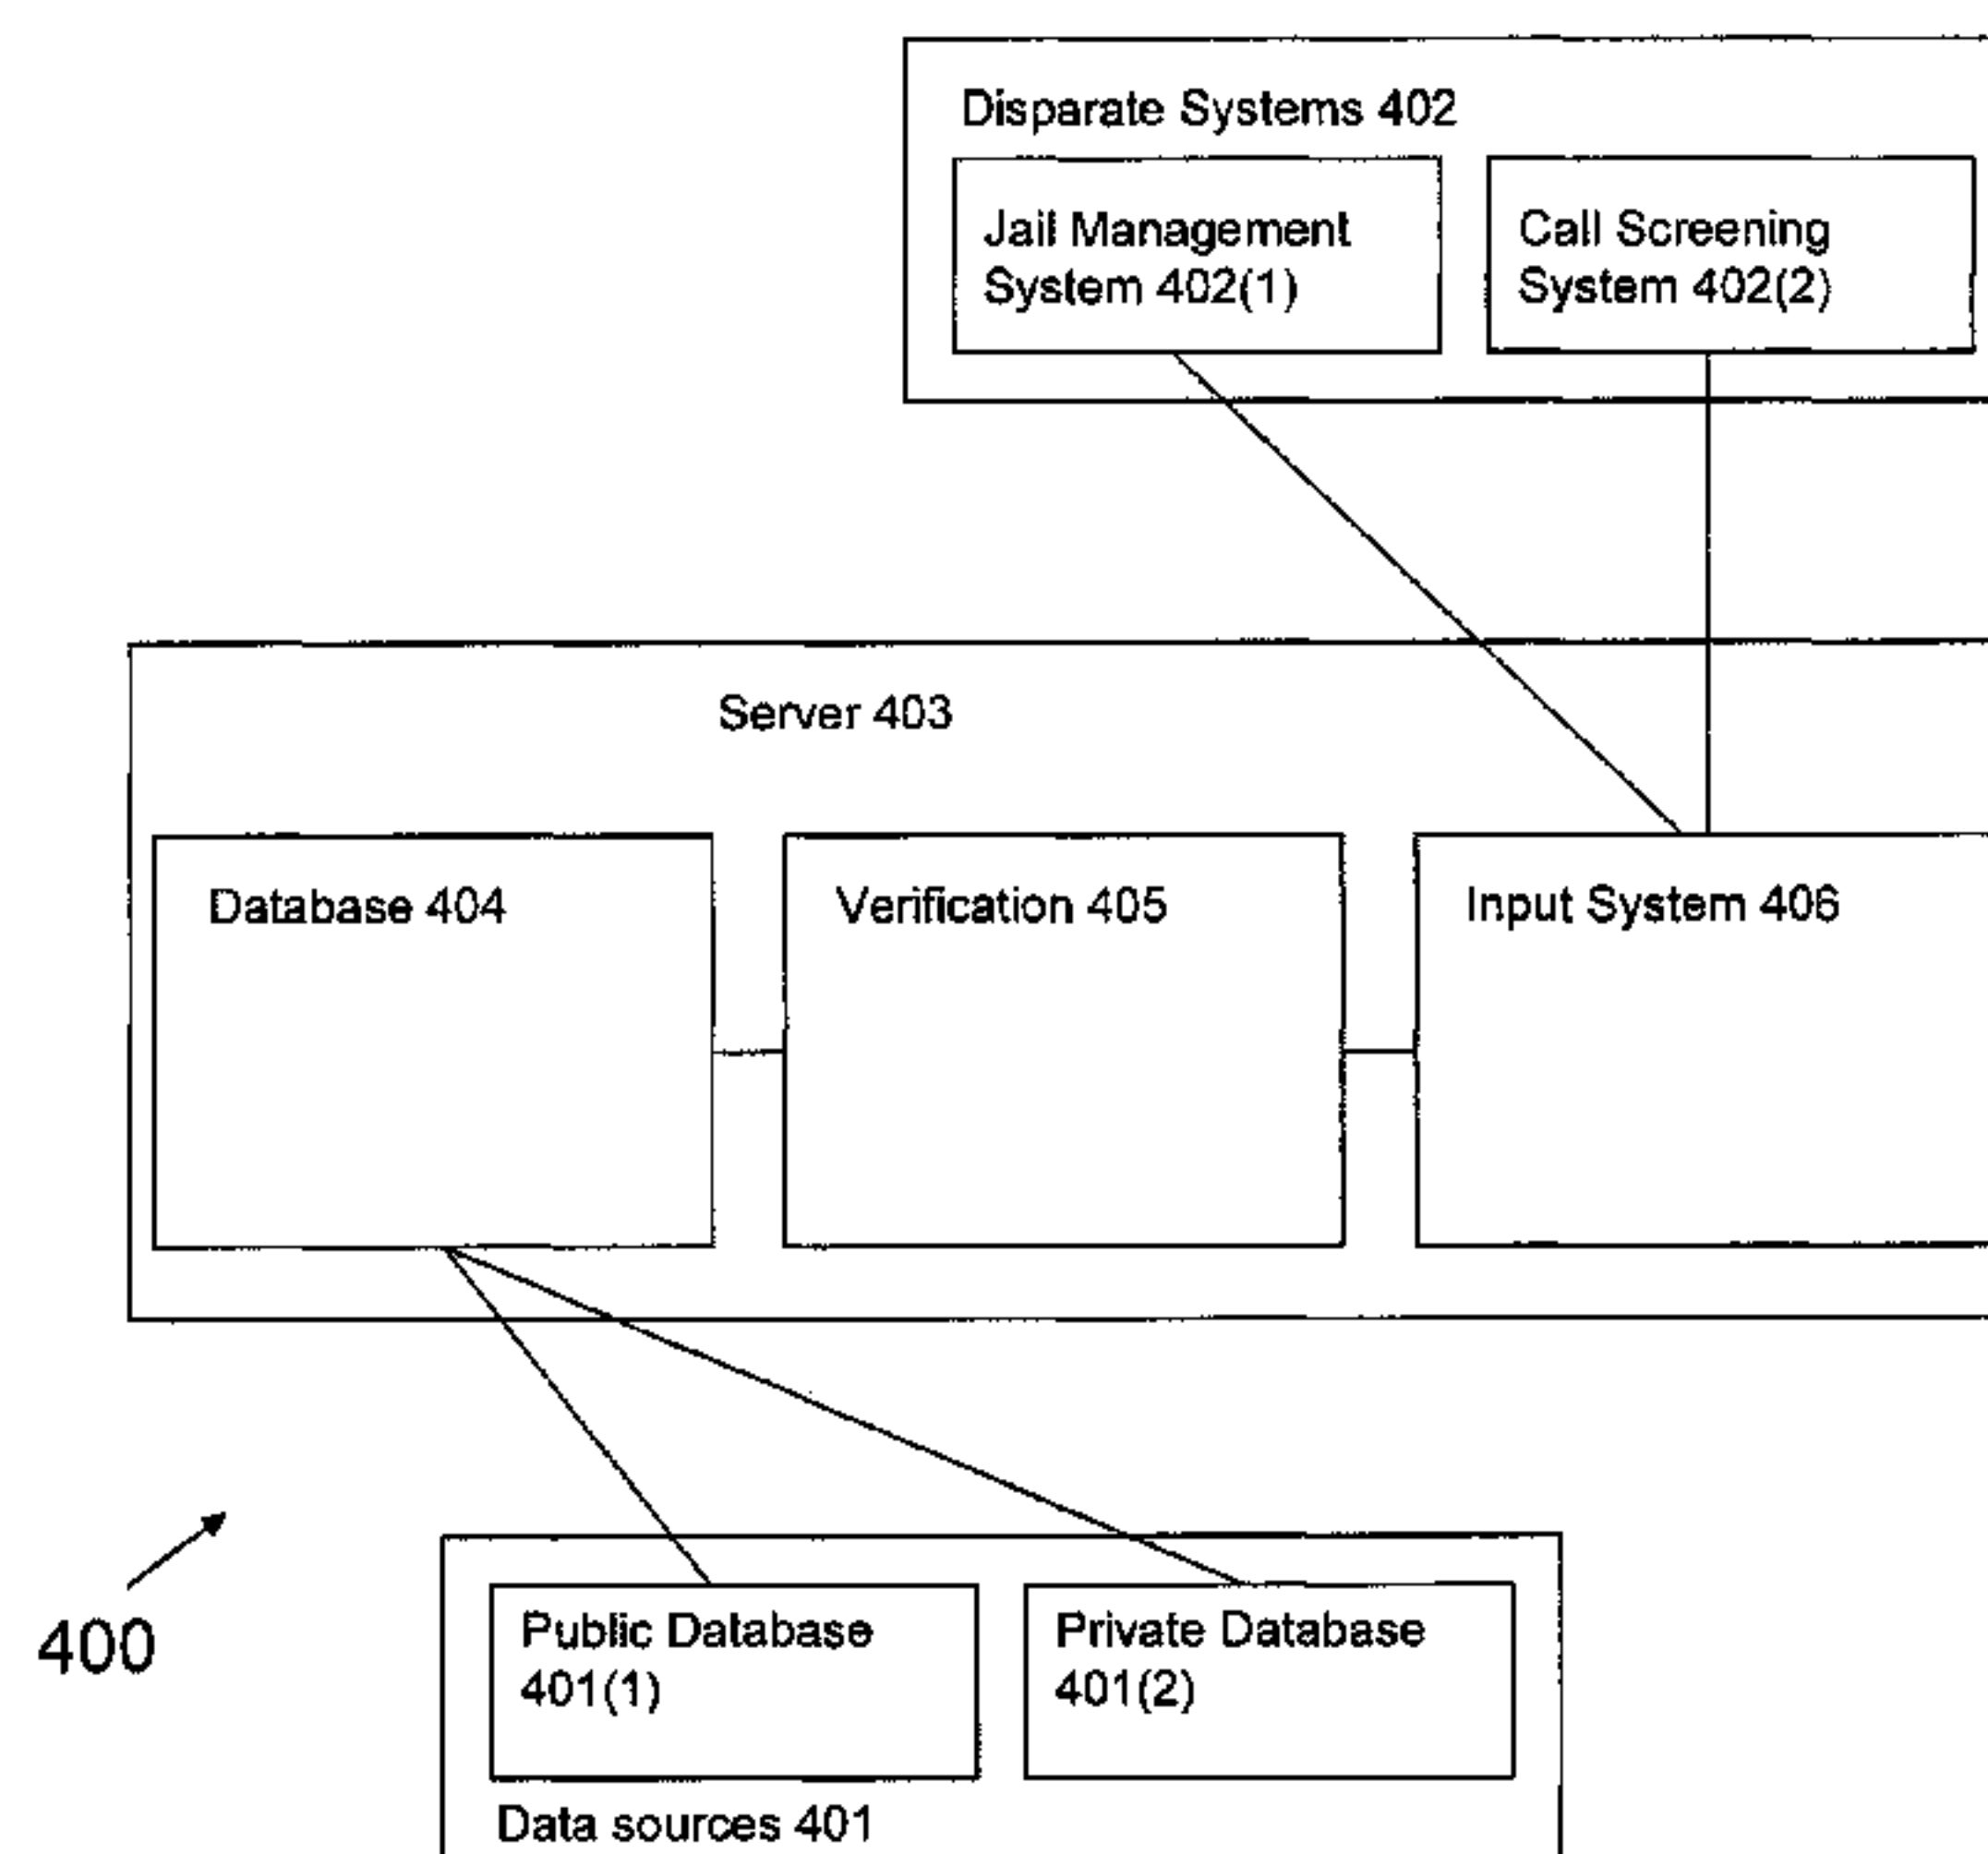 Disparate Systems 402
Jail Management
System 402(1)
Call Screening
System 402(2)
Server 403
Database 404
Verification 405
Input System 406
400
Public Database
401(1)
Private Database
401(2)
Data sources 401